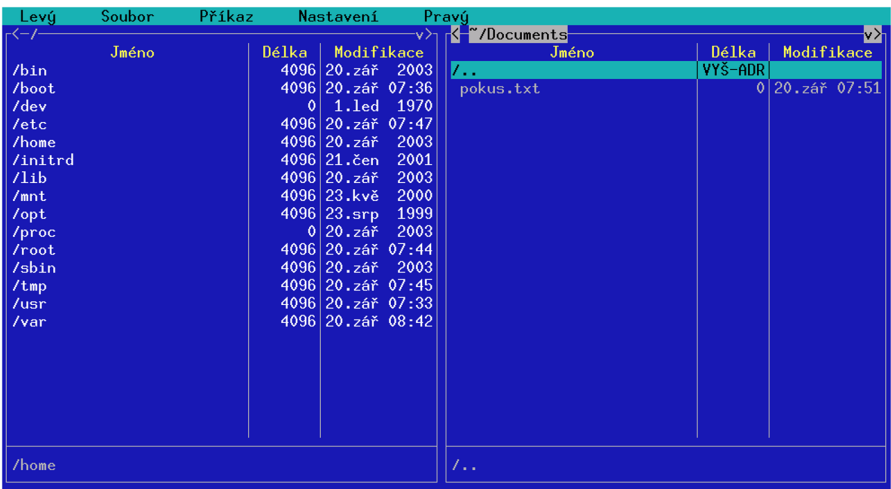 Levý Soubor Příkaz Nastavení Pravý
<-/ v>
Jméno Délka Modifikace
/bin 4096 20.zář 2003
/boot 4096 20.zář 07:36
/dev 0 1.led 1970
/etc 4096 20.zář 07:47
/home 4096 20.zář 2003
/initrd 4096 21.čen 2001
/lib 4096 20.zář 2003
/mnt 4096 23.kvě 2000
/opt 4096 23.srp 1999
/proc 0 20.zář 2003
/root 4096 20.zář 07:44
/sbin 4096 20.zář 2003
/tmp 4096 20.zář 07:45
/usr 4096 20.zář 07:33
/var 4096 20.zář 08:42
/home
< ~/Documents v>
Jméno Délka Modifikace
/.. VYŠ-ADR
pokus.txt 0 20.zář 07:51
/..